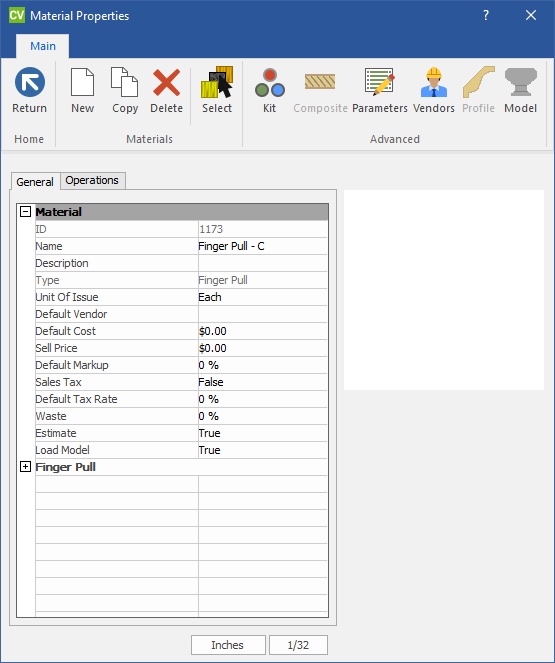 CV Material Properties ?
Main
Return New Copy Delete Select Kit Composite Parameters Vendors Profile Model
Home Materials Advanced
General Operations
Material
ID 1173
Name Finger Pull - C
Description
Type Finger Pull
Unit Of Issue Each
Default Vendor
Default Cost $0.00
Sell Price $0.00
Default Markup 0 %
Sales Tax False
Default Tax Rate 0 %
Waste 0 %
Estimate True
Load Model True
Finger Pull
Inches 1/32